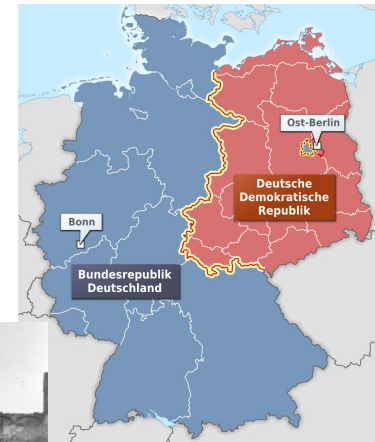 Ost-Berlin
Deutsche
Demokratische
Republik
Bonn
Bundesrepublik
Deutschland